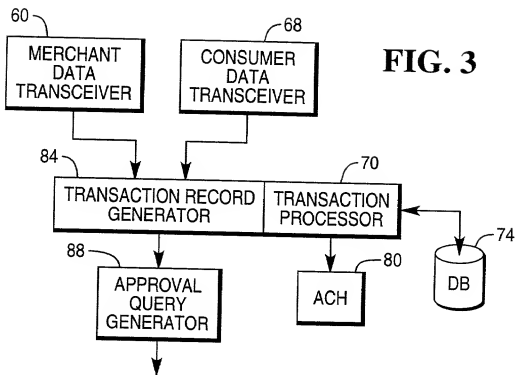 60
68
MERCHANT
DATA
TRANSCEIVER
CONSUMER
DATA
TRANSCEIVER
FIG. 3
84
70
TRANSACTION RECORD
GENERATOR
TRANSACTION
PROCESSOR
88
80
74
APPROVAL
QUERY
GENERATOR
ACH
DB